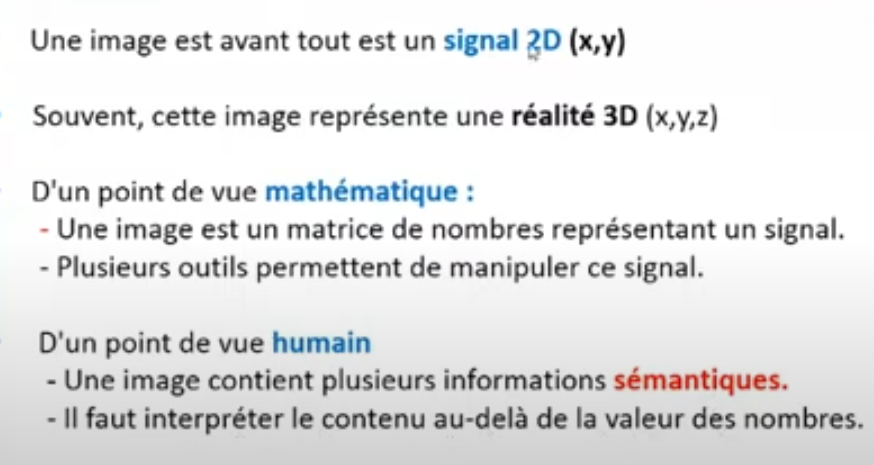 Une image est avant tout est un signal 2D (x,y)
Souvent, cette image représente une réalité 3D (x,y,z)
D'un point de vue mathématique :
- Une image est un matrice de nombres représentant un signal.
- Plusieurs outils permettent de manipuler ce signal.
D'un point de vue humain
- Une image contient plusieurs informations sémantiques.
- Il faut interpréter le contenu au-delà de la valeur des nombres.